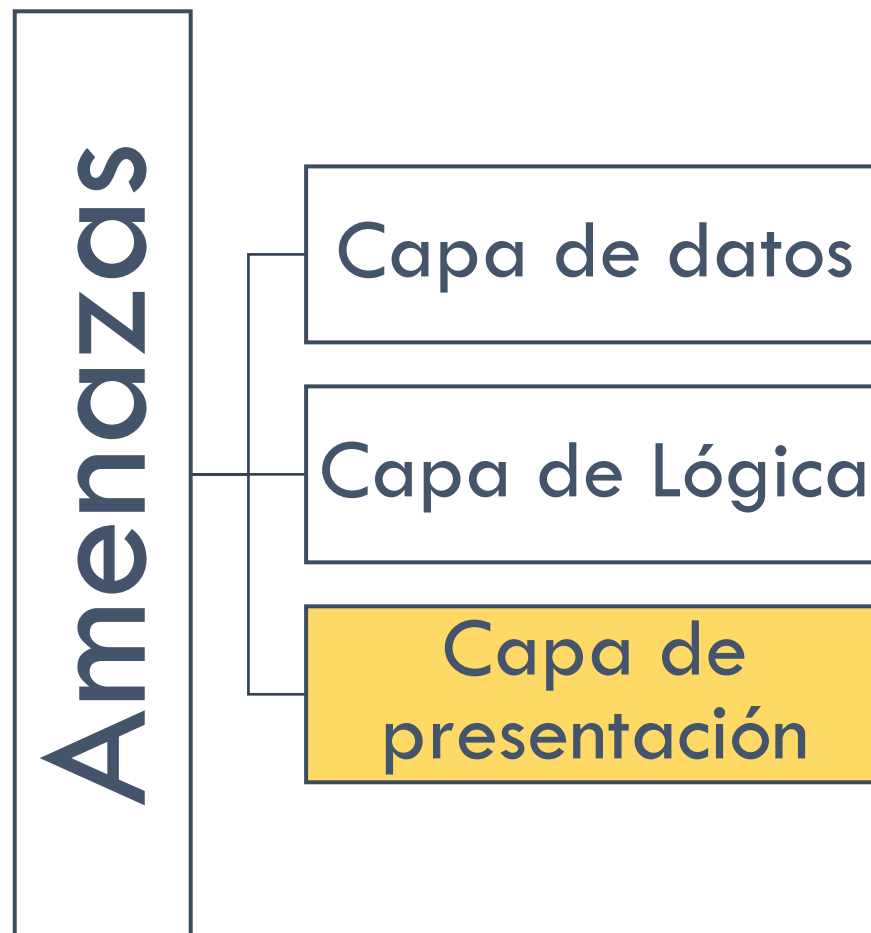 Amenazas
Capa de datos
Capa de Lógica
Capa de
presentación